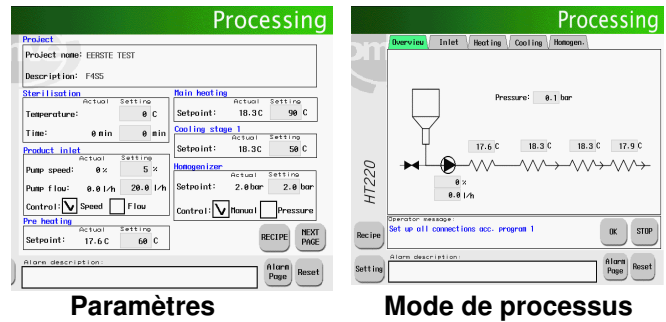 Processing
Project
Project name: EERSTE TEST
Description: F4S5
Sterilisation
Actual Setting
Temperature: 0 C
Time: 0 min 0 min
Product inlet
Actual Setting
Pump speed: 0 % 5 %
Pump flow: 0.0 l/h 20.0 l/h
Control: V Speed Flow
Pre heating
Setpoint: 17.6 C 60 C
Main heating
Actual Setting
Setpoint: 18.3 C 90 C
Cooling stage 1
Actual Setting
Setpoint: 18.3C 50 C
Homogenizer
Actual Setting
Setpoint: 2.0 bar 2.0 bar
Control: V Manual Pressure
RECIPE NEXT PAGE
Alarm description:
Alarm Page Reset
Paramètres
Processing
Overview Inlet Heating Cooling Homogen.
Pressure: 0.1 bar
17.6 C 18.3 C 18.3 C 17.9 C
0 %
0.0 l/h
HT220
Operator message:
Set up all connections acc. program 1
OK STOP
Recipe
Setting
Alarm description:
Alarm Page Reset
Mode de processus